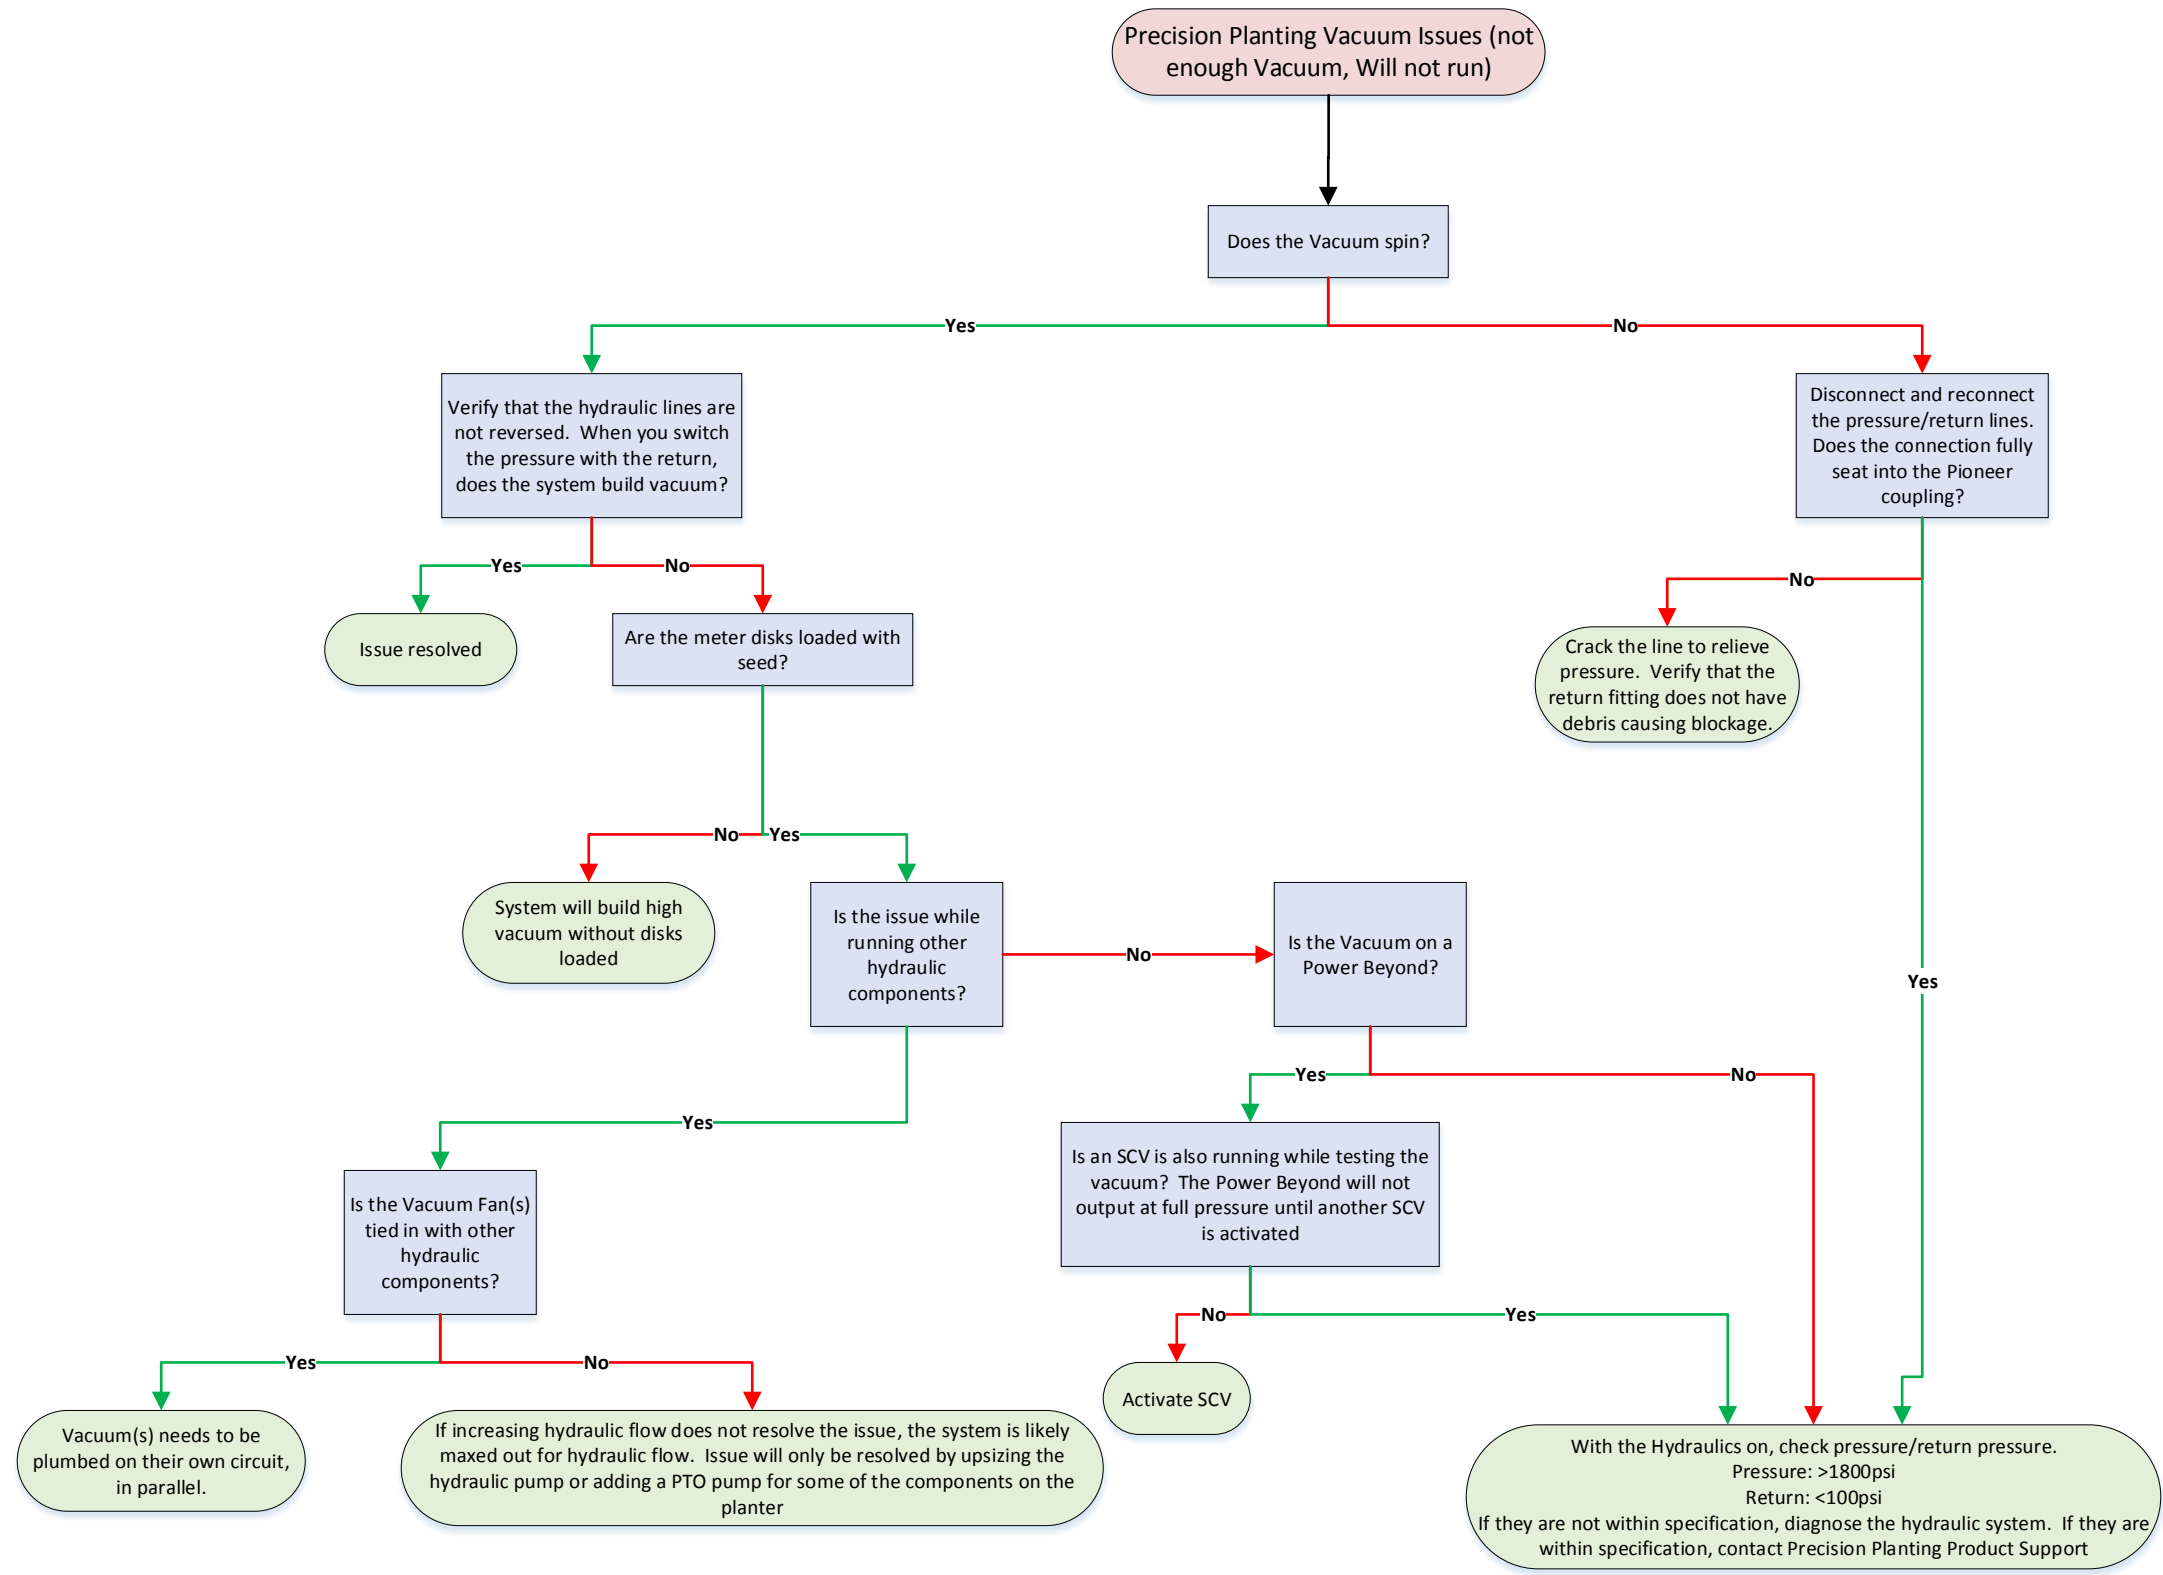 Precision Planting Vacuum Issues (not
enough Vacuum, Will not run)
Does the Vacuum spin?
Yes
No
Verify that the hydraulic lines are
not reversed.  When you switch
the pressure with the return,
does the system build vacuum?
Disconnect and reconnect
the pressure/return lines.
Does the connection fully
seat into the Pioneer
coupling?
Yes
No
No
Issue resolved
Are the meter disks loaded with
seed?
Crack the line to relieve
pressure.  Verify that the
return fitting does not have
debris causing blockage.
No
Yes
System will build high
vacuum without disks
loaded
Is the issue while
running other
hydraulic
components?
No
Is the Vacuum on a
Power Beyond?
Yes
Yes
No
Yes
Is the Vacuum Fan(s)
tied in with other
hydraulic
components?
Is an SCV is also running while testing the
vacuum?  The Power Beyond will not
output at full pressure until another SCV
is activated
No
Yes
Yes
No
Activate SCV
Vacuum(s) needs to be
plumbed on their own circuit,
in parallel.
If increasing hydraulic flow does not resolve the issue, the system is likely
maxed out for hydraulic flow.  Issue will only be resolved by upsizing the
hydraulic pump or adding a PTO pump for some of the components on the
planter
With the Hydraulics on, check pressure/return pressure.
Pressure: >1800psi
Return: <100psi
If they are not within specification, diagnose the hydraulic system.  If they are
within specification, contact Precision Planting Product Support